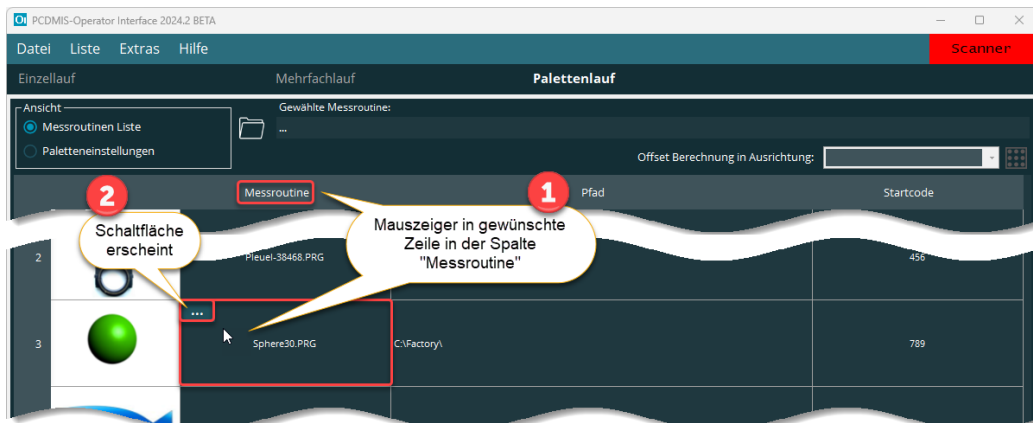 PCDMIS-Operator Interface 2024.2 BETA
Datei Liste Extras Hilfe
Scanner
Einzellauf Mehrfachlauf Palettenlauf
Ansicht
Messroutinen Liste
Paletteneinstellungen
Gewählte Messroutine:
...
Offset Berechnung in Ausrichtung:
Messroutine Pfad Startcode
2
Schaltfläche
erscheint
1
Mauszeiger in gewünschte
Zeile in der Spalte
"Messroutine"
2 Pleuel-38468.PRG 456
...
3 Sphere30.PRG C:\Factory\ 789